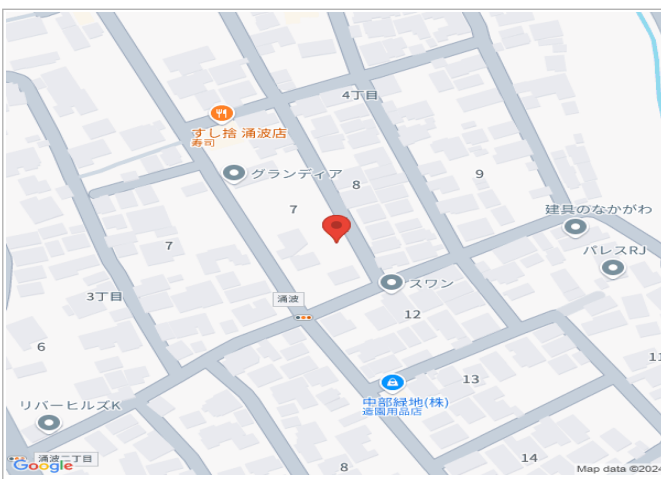 4丁目
すし捨 涌波店
寿司
グランディア
8
9
7
建具のなかがわ
7
パレスRJ
スワン
3丁目
涌波
12
6
11
13
中部緑地(株)
造園用品店
リバーヒルズK
14
涌波二丁目
8
Google
Map data ©2024